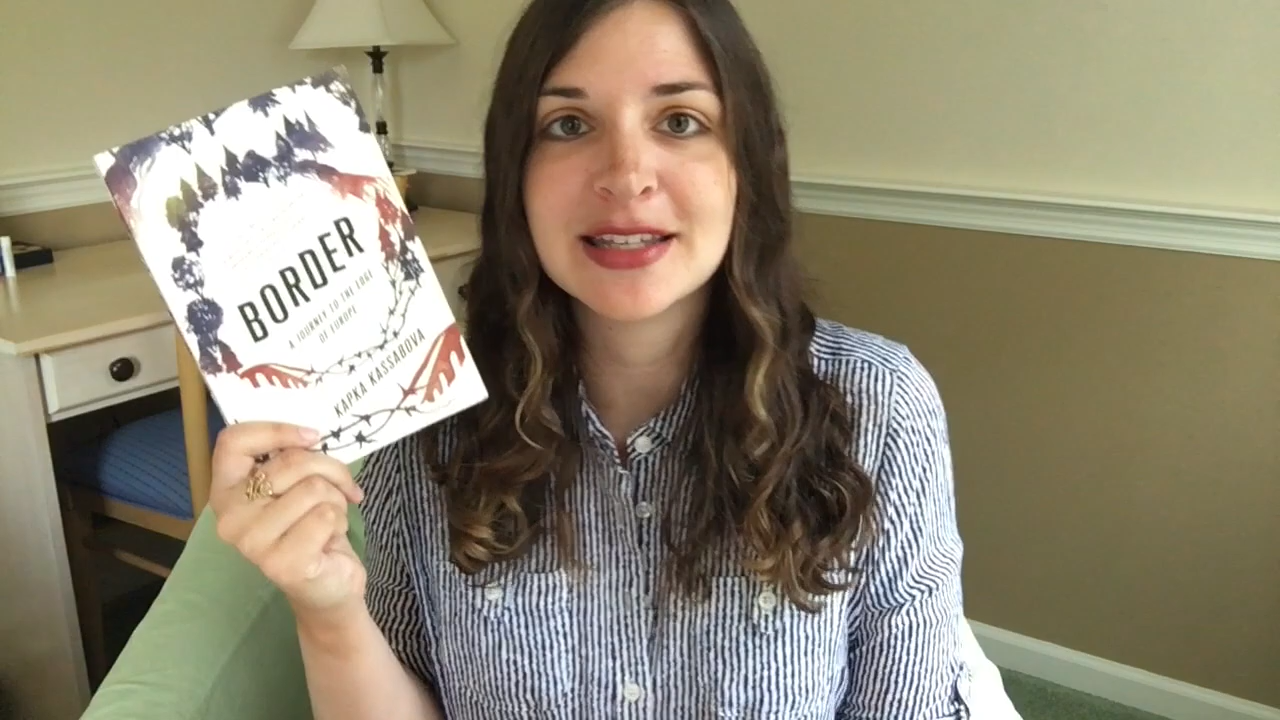 BORDER
A JOURNEY TO THE EDGE
OF EUROPE
KAPKA KASSABOVA